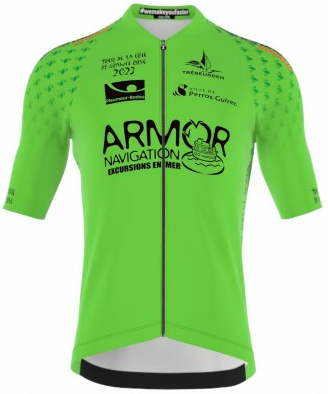 #wemakeyoufaster
TOUR DE LA CÔTE
DE GRANIT ROSE
2023
TRÉBEURDEN
Pleumeur-Bodou
VILLE DE
Perros-Guirec
ARMOR
NAVIGATION
EXCURSIONS EN MER